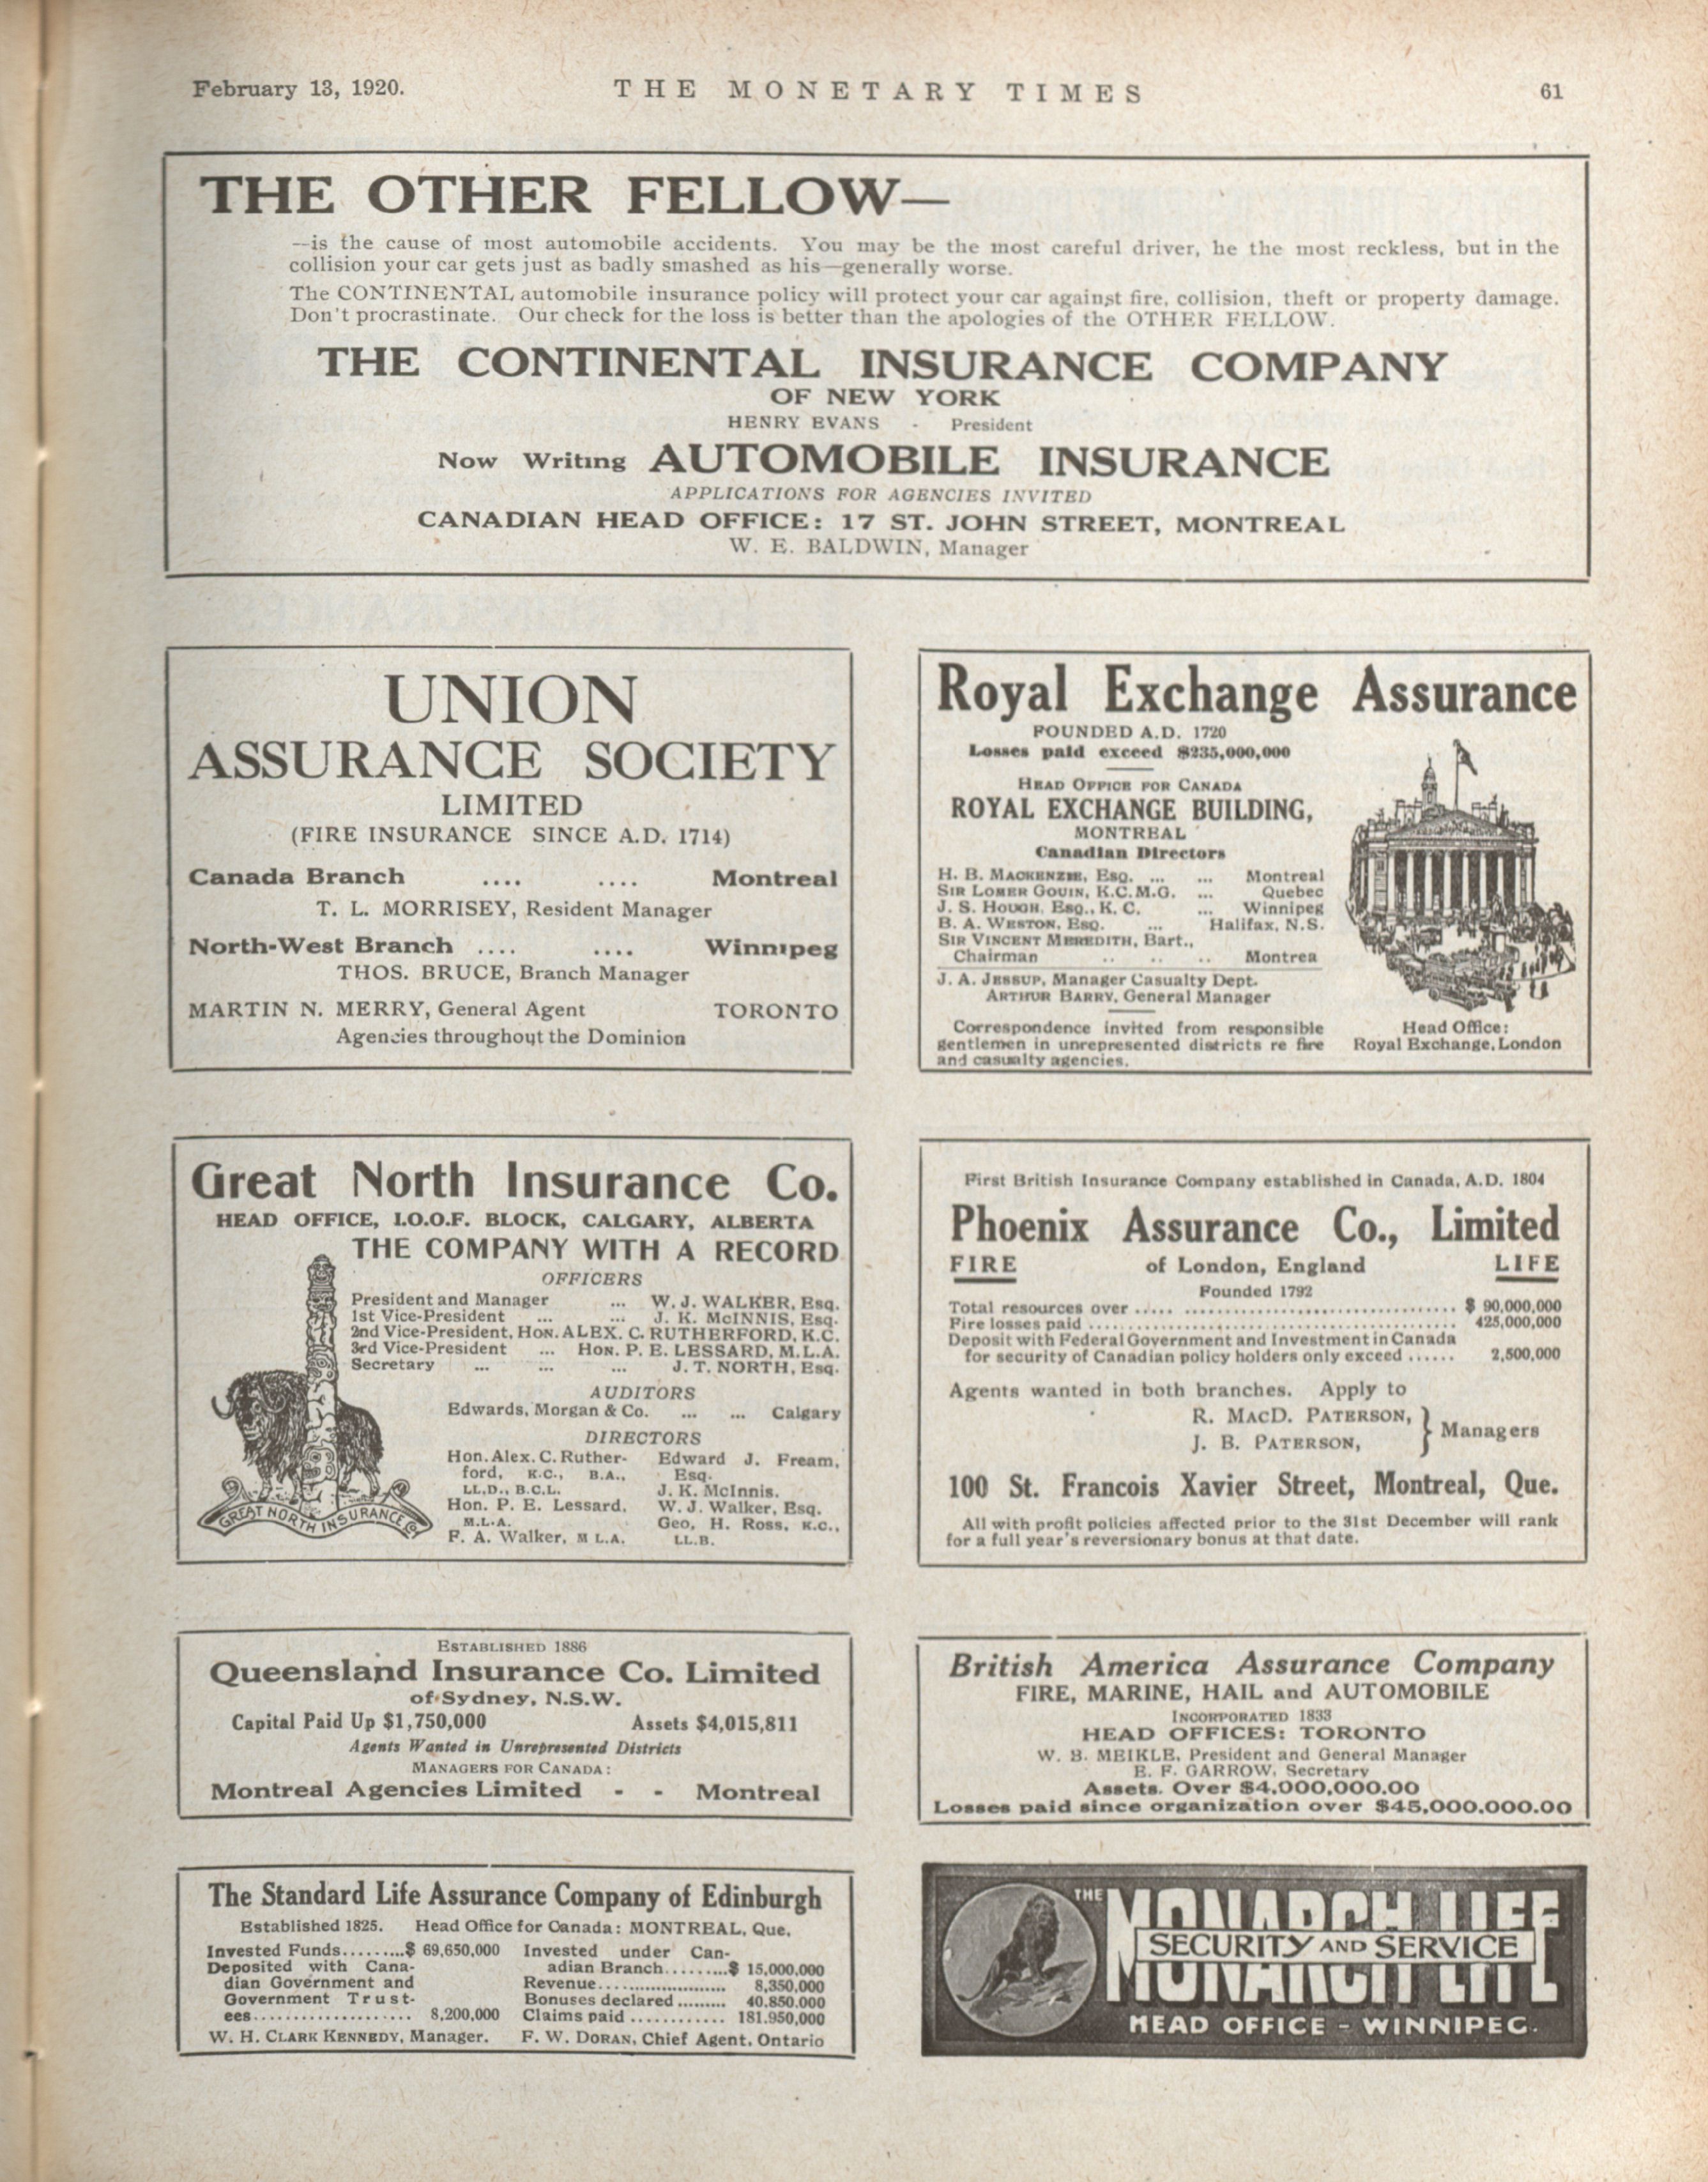 February 13, 1920.
THE MONETARY TIMES
61
THE OTHER FELLOW—
—is the cause of most automobile accidents. You may be the most careful driver, he the most reckless, but in the
collision your car gets just as badly smashed as his—generally worse.
The CONTINENTAL automobile insurance policy will protect your car against fire, collision, theft or property damage.
Don't procrastinate. Our check for the loss is better than the apologies of the OTHER FELLOW.
THE CONTINENTAL INSURANCE COMPANY
OF NEW YORK
HENRY EVANS - President
Now Writing AUTOMOBILE INSURANCE
APPLICATIONS FOR AGENCIES INVITED
CANADIAN HEAD OFFICE: 17 ST. JOHN STREET, MONTREAL
W. E. BALDWIN, Manager
UNION
ASSURANCE SOCIETY
LIMITED
(FIRE INSURANCE SINCE A.D. 1714)
Canada Branch .... .... Montreal
T. L. MORRISEY, Resident Manager
North-West Branch .... .... Winnipeg
THOS. BRUCE, Branch Manager
MARTIN N. MERRY, General Agent TORONTO
Agencies throughout the Dominion
Royal Exchange Assurance
FOUNDED A.D. 1720
Losses paid exceed $235,000,000
HEAD OFFICE FOR CANADA
ROYAL EXCHANGE BUILDING,
MONTREAL
Canadian Directors
H. B. MACKENZIE, ESQ. ... ... Montreal
SIR LOMER GOUIN, K.C.M.G. ... Quebec
J. S. HOUGH, ESQ., K. C. ... Winnipeg
B. A. WESTON, ESQ. ... Halifax, N.S.
SIR VINCENT MEREDITH, Bart.,
Chairman .. .. .. Montrea
J. A. JESSUP, Manager Casualty Dept.
ARTHUR BARRY, General Manager
Correspondence invited from responsible
gentlemen in unrepresented districts re fire
and casualty agencies.
Head Office:
Royal Exchange, London
Great North Insurance Co.
HEAD OFFICE, I.O.O.F. BLOCK, CALGARY, ALBERTA
THE COMPANY WITH A RECORD
OFFICERS
President and Manager ... W. J. WALKER, Esq.
1st Vice-President ... ... J. K. McINNIS, Esq.
2nd Vice-President, HON. ALEX. C. RUTHERFORD, K.C.
3rd Vice-President ... HON. P. E. LESSARD, M.L.A.
Secretary ... ... ... J. T. NORTH, Esq.
AUDITORS
Edwards, Morgan & Co. ... ... Calgary
DIRECTORS
Hon. Alex. C. Ruther-
ford, K.C., B.A.,
LL.D., B.C.L.
Hon. P. E. Lessard,
M.L.A.
F. A. Walker, M L.A.
Edward J. Fream,
Esq.
J. K. McInnis.
W. J. Walker, Esq.
Geo. H. Ross, K.C.,
LL.B.
GREAT NORTH INSURANCE Co
First British Insurance Company established in Canada, A.D. 1804
Phoenix Assurance Co., Limited
FIRE of London, England LIFE
Founded 1792
Total resources over ..... .................................... $ 90,000,000
Fire losses paid ................................................ 425,000,000
Deposit with Federal Government and Investment in Canada
for security of Canadian policy holders only exceed ...... 2,500,000
Agents wanted in both branches. Apply to
R. MACD. PATERSON,
J. B. PATERSON,
} Managers
100 St. Francois Xavier Street, Montreal, Que.
All with profit policies affected prior to the 31st December will rank
for a full year's reversionary bonus at that date.
ESTABLISHED 1886
Queensland Insurance Co. Limited
of Sydney, N.S.W.
Capital Paid Up $1,750,000 Assets $4,015,811
Agents Wanted in Unrepresented Districts
MANAGERS FOR CANADA:
Montreal Agencies Limited - - Montreal
British America Assurance Company
FIRE, MARINE, HAIL and AUTOMOBILE
INCORPORATED 1833
HEAD OFFICES: TORONTO
W. B. MEIKLE, President and General Manager
E. F. GARROW, Secretary
Assets, Over $4,000,000.00
Losses paid since organization over $45,000,000.00
The Standard Life Assurance Company of Edinburgh
Established 1825. Head Office for Canada: MONTREAL, Que.
Invested Funds.........$ 69,650,000
Deposited with Cana-
dian Government and
Government Trust-
ees.................... 8,200,000
Invested under Can-
adian Branch.........$ 15,000,000
Revenue..................... 8,350,000
Bonuses declared......... 40,850,000
Claims paid ............ 181,950,000
W. H. CLARK KENNEDY, Manager. F. W. DORAN, Chief Agent, Ontario
THE MONARCH LIFE
SECURITY AND SERVICE
HEAD OFFICE - WINNIPEG.